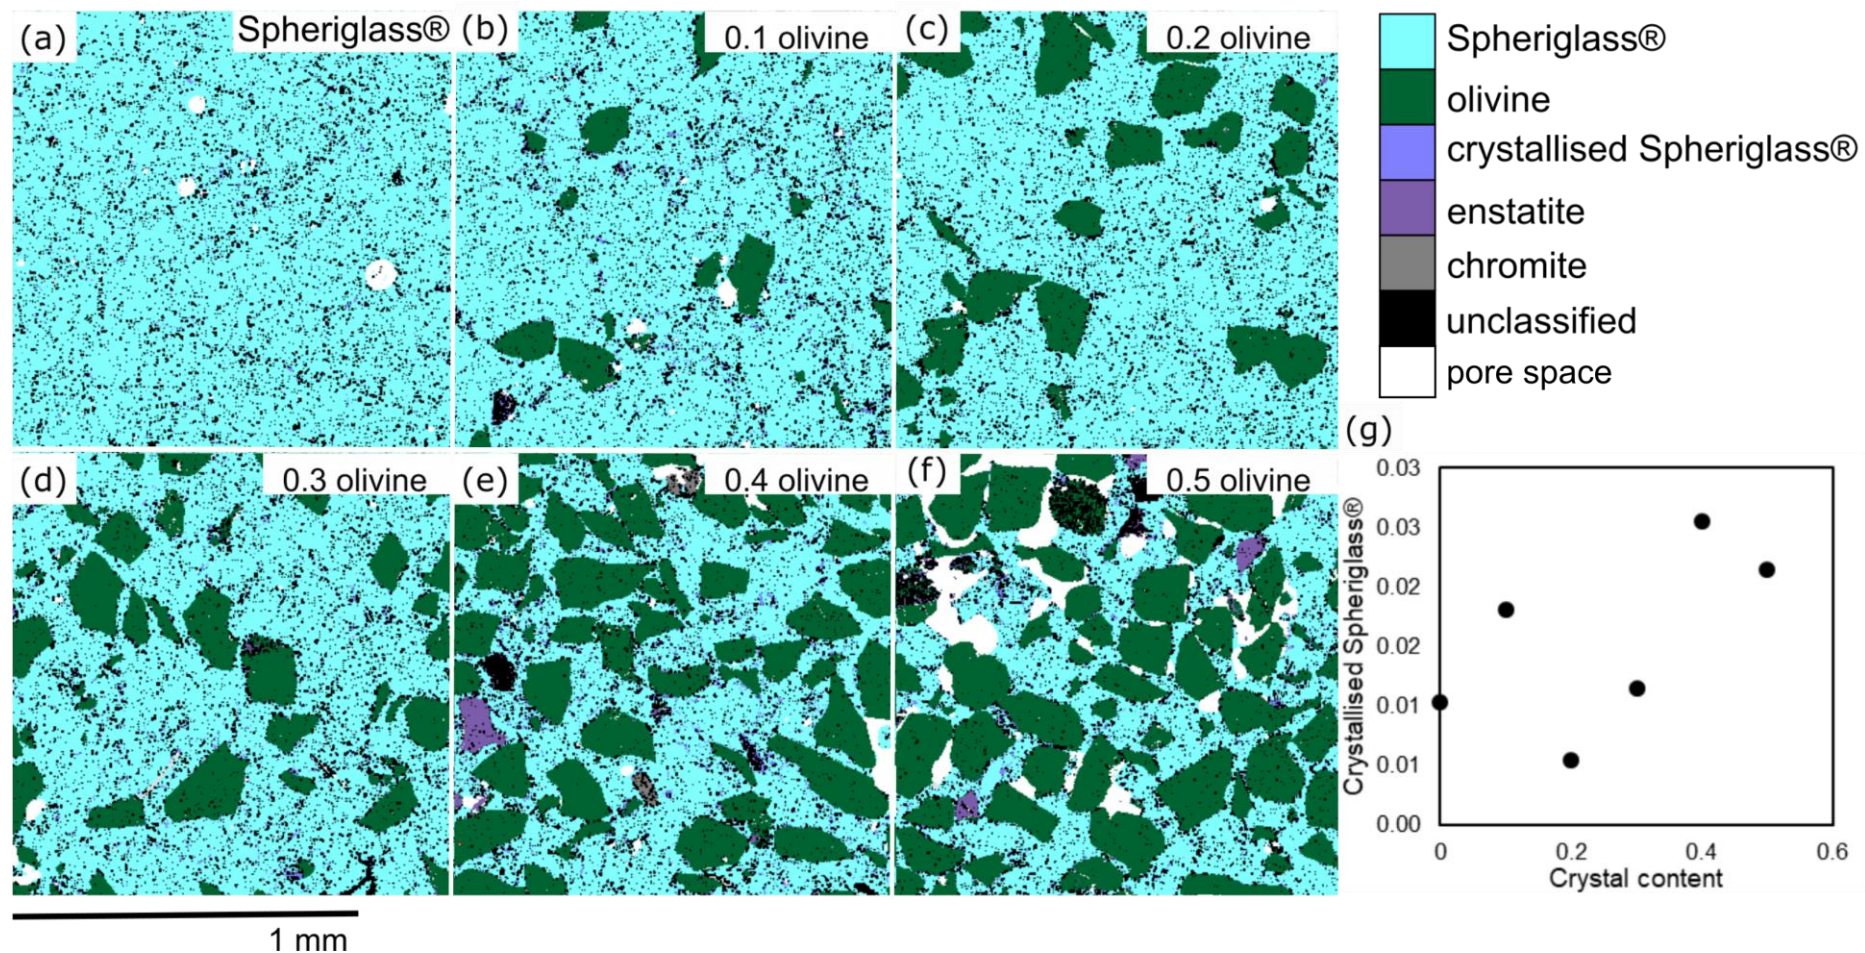 (a)
Spheriglass®
(b)
0.1 olivine
(c)
0.2 olivine
Spheriglass®
olivine
crystallised Spheriglass®
enstatite
chromite
unclassified
pore space
(d)
0.3 olivine
(e)
0.4 olivine
(f)
0.5 olivine
1 mm
(g)
Crystallised Spheriglass®
0.03
0.03
0.02
0.02
0.01
0.01
0.00
0
0.2
0.4
0.6
Crystal content